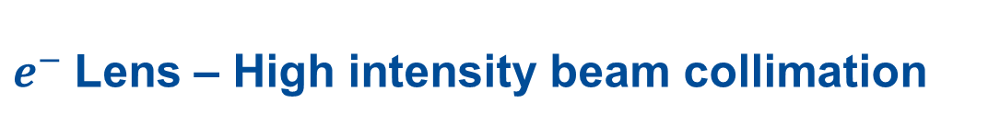 e⁻ Lens – High intensity beam collimation